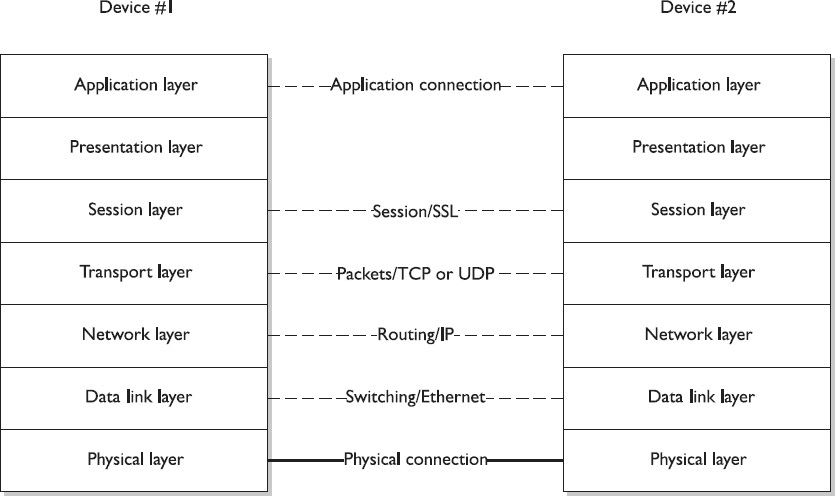 Device #1 Device #2
Application layer Application connection Application layer
Presentation layer Presentation layer
Session layer Session/SSL Session layer
Transport layer Packets/TCP or UDP Transport layer
Network layer Routing/IP Network layer
Data link layer Switching/Ethernet Data link layer
Physical layer Physical connection Physical layer